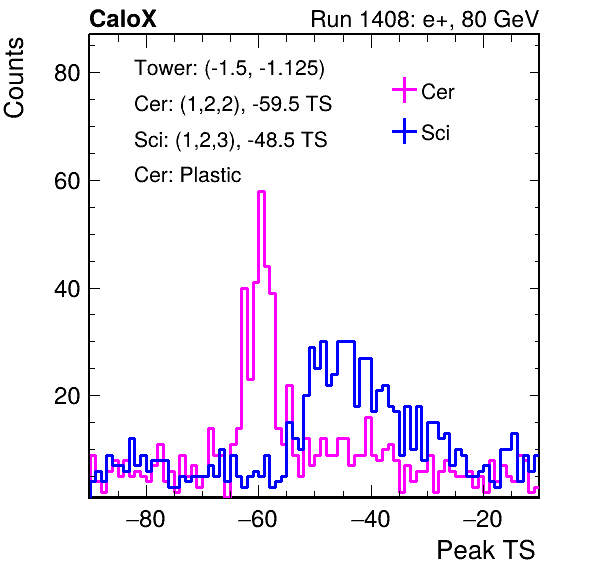 CaloX Run 1408: e+, 80 GeV
Counts
Tower: (-1.5, -1.125)
Cer: (1,2,2), -59.5 TS
Sci: (1,2,3), -48.5 TS
Cer: Plastic
Cer
Sci
80
60
40
20
−80 −60 −40 −20
Peak TS